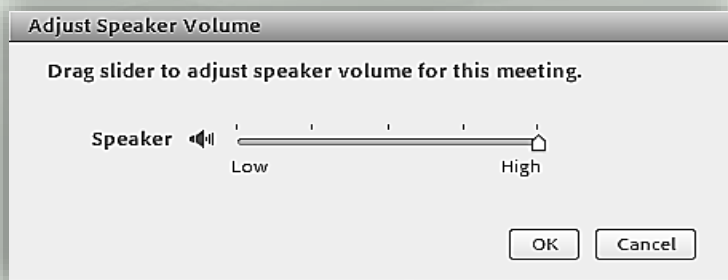 Adjust Speaker Volume
Drag slider to adjust speaker volume for this meeting.
Speaker
Low High
OK Cancel